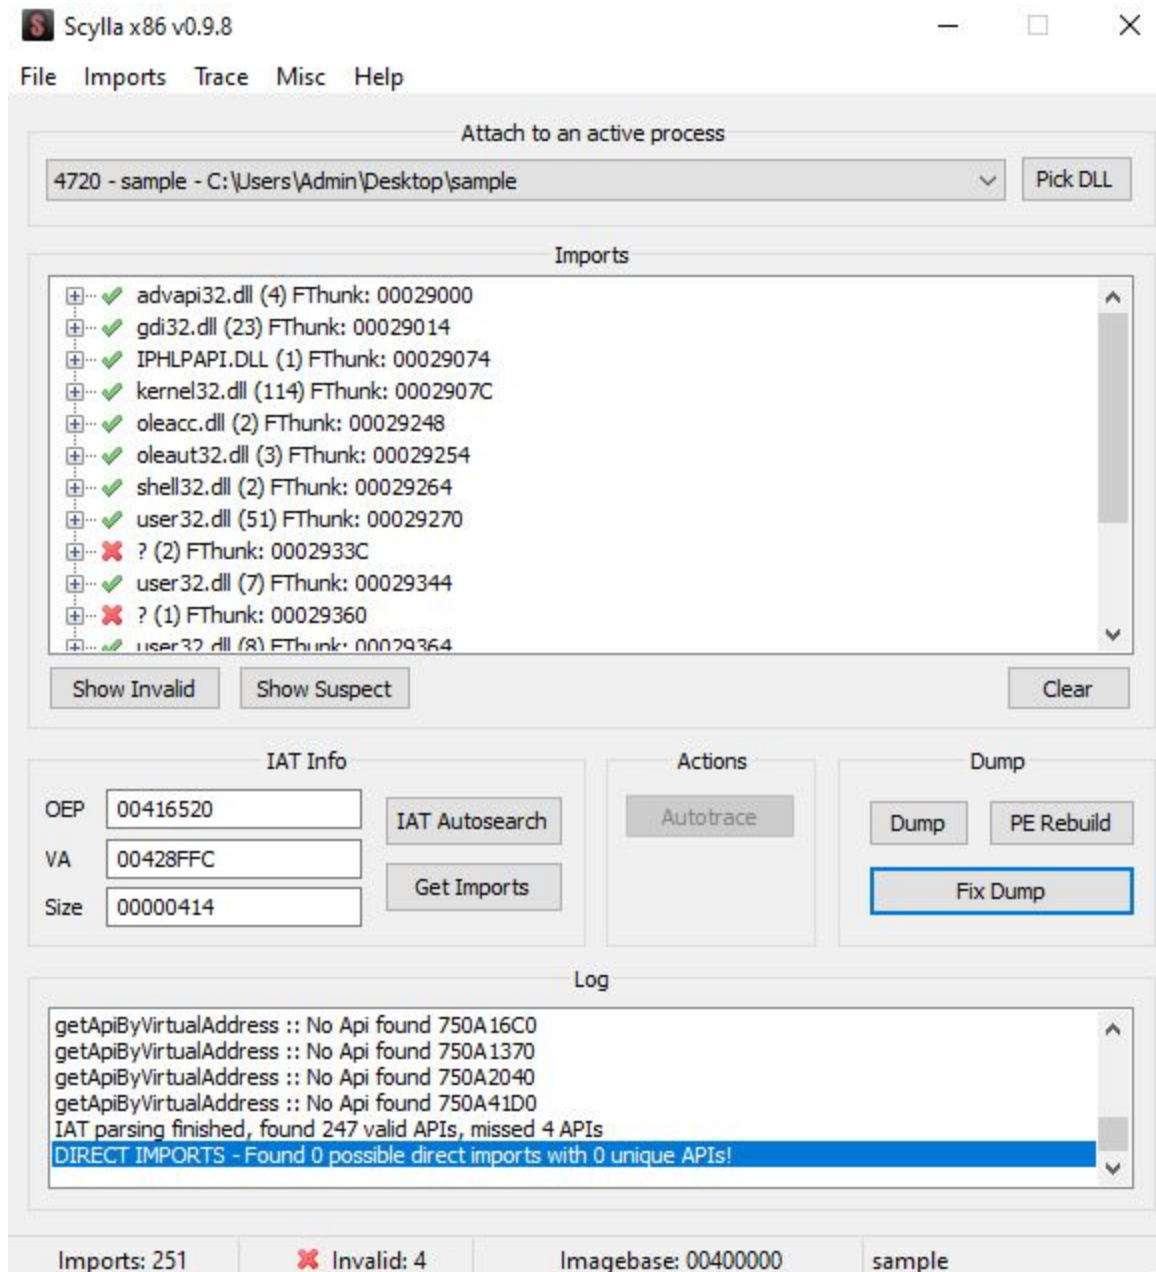 Scylla x86 v0.9.8
File Imports Trace Misc Help
Attach to an active process
4720 - sample - C:\Users\Admin\Desktop\sample
Pick DLL
Imports
advapi32.dll (4) FThunk: 00029000
gdi32.dll (23) FThunk: 00029014
IPHLPAPI.DLL (1) FThunk: 00029074
kernel32.dll (114) FThunk: 0002907C
oleacc.dll (2) FThunk: 00029248
oleaut32.dll (3) FThunk: 00029254
shell32.dll (2) FThunk: 00029264
user32.dll (51) FThunk: 00029270
? (2) FThunk: 0002933C
user32.dll (7) FThunk: 00029344
? (1) FThunk: 00029360
user32.dll (8) FThunk: 00029364
Show Invalid Show Suspect Clear
IAT Info
OEP 00416520
VA 00428FFC
Size 00000414
IAT Autosearch
Get Imports
Actions
Autotrace
Dump
Dump PE Rebuild
Fix Dump
Log
getApiByVirtualAddress :: No Api found 750A16C0
getApiByVirtualAddress :: No Api found 750A1370
getApiByVirtualAddress :: No Api found 750A2040
getApiByVirtualAddress :: No Api found 750A41D0
IAT parsing finished, found 247 valid APIs, missed 4 APIs
DIRECT IMPORTS - Found 0 possible direct imports with 0 unique APIs!
Imports: 251 Invalid: 4 Imagebase: 00400000 sample